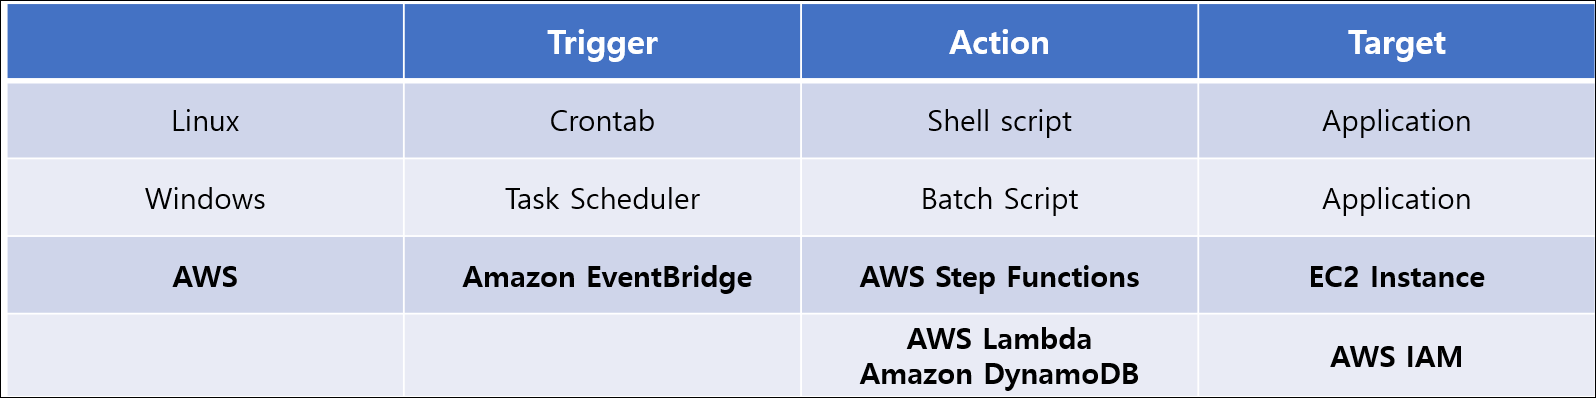 Trigger Action Target
Linux Crontab Shell script Application
Windows Task Scheduler Batch Script Application
AWS Amazon EventBridge AWS Step Functions EC2 Instance
AWS Lambda
Amazon DynamoDB
AWS IAM